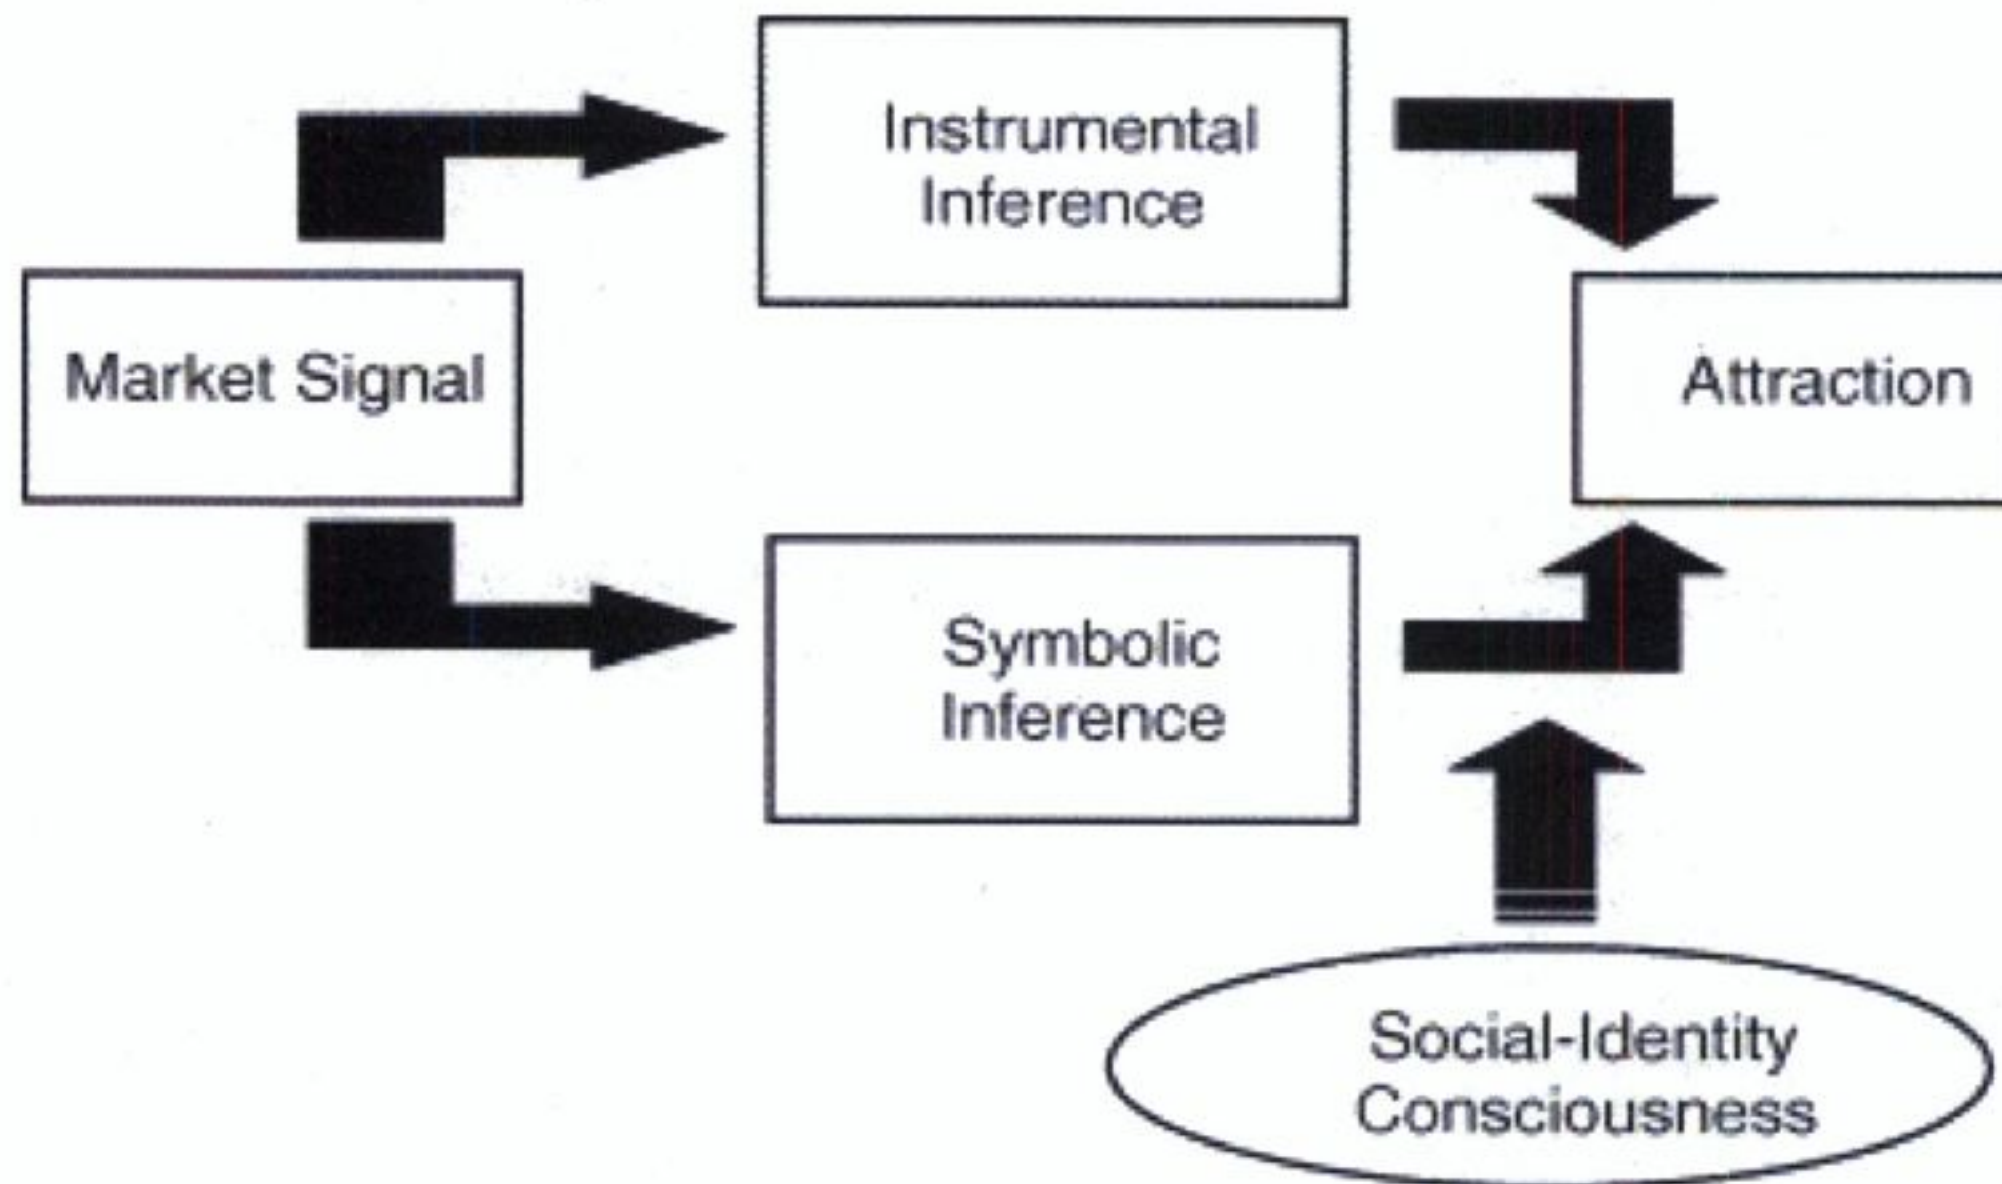 Instrumental
Inference
Market Signal
Attraction
Symbolic
Inference
Social-Identity
Consciousness